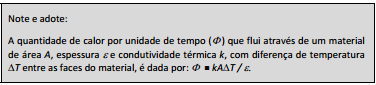 Note e adote:
A quantidade de calor por unidade de tempo (Φ) que flui através de um material
de área A, espessura ε e condutividade térmica k, com diferença de temperatura
ΔT entre as faces do material, é dada por: Φ = kAΔT / ε.